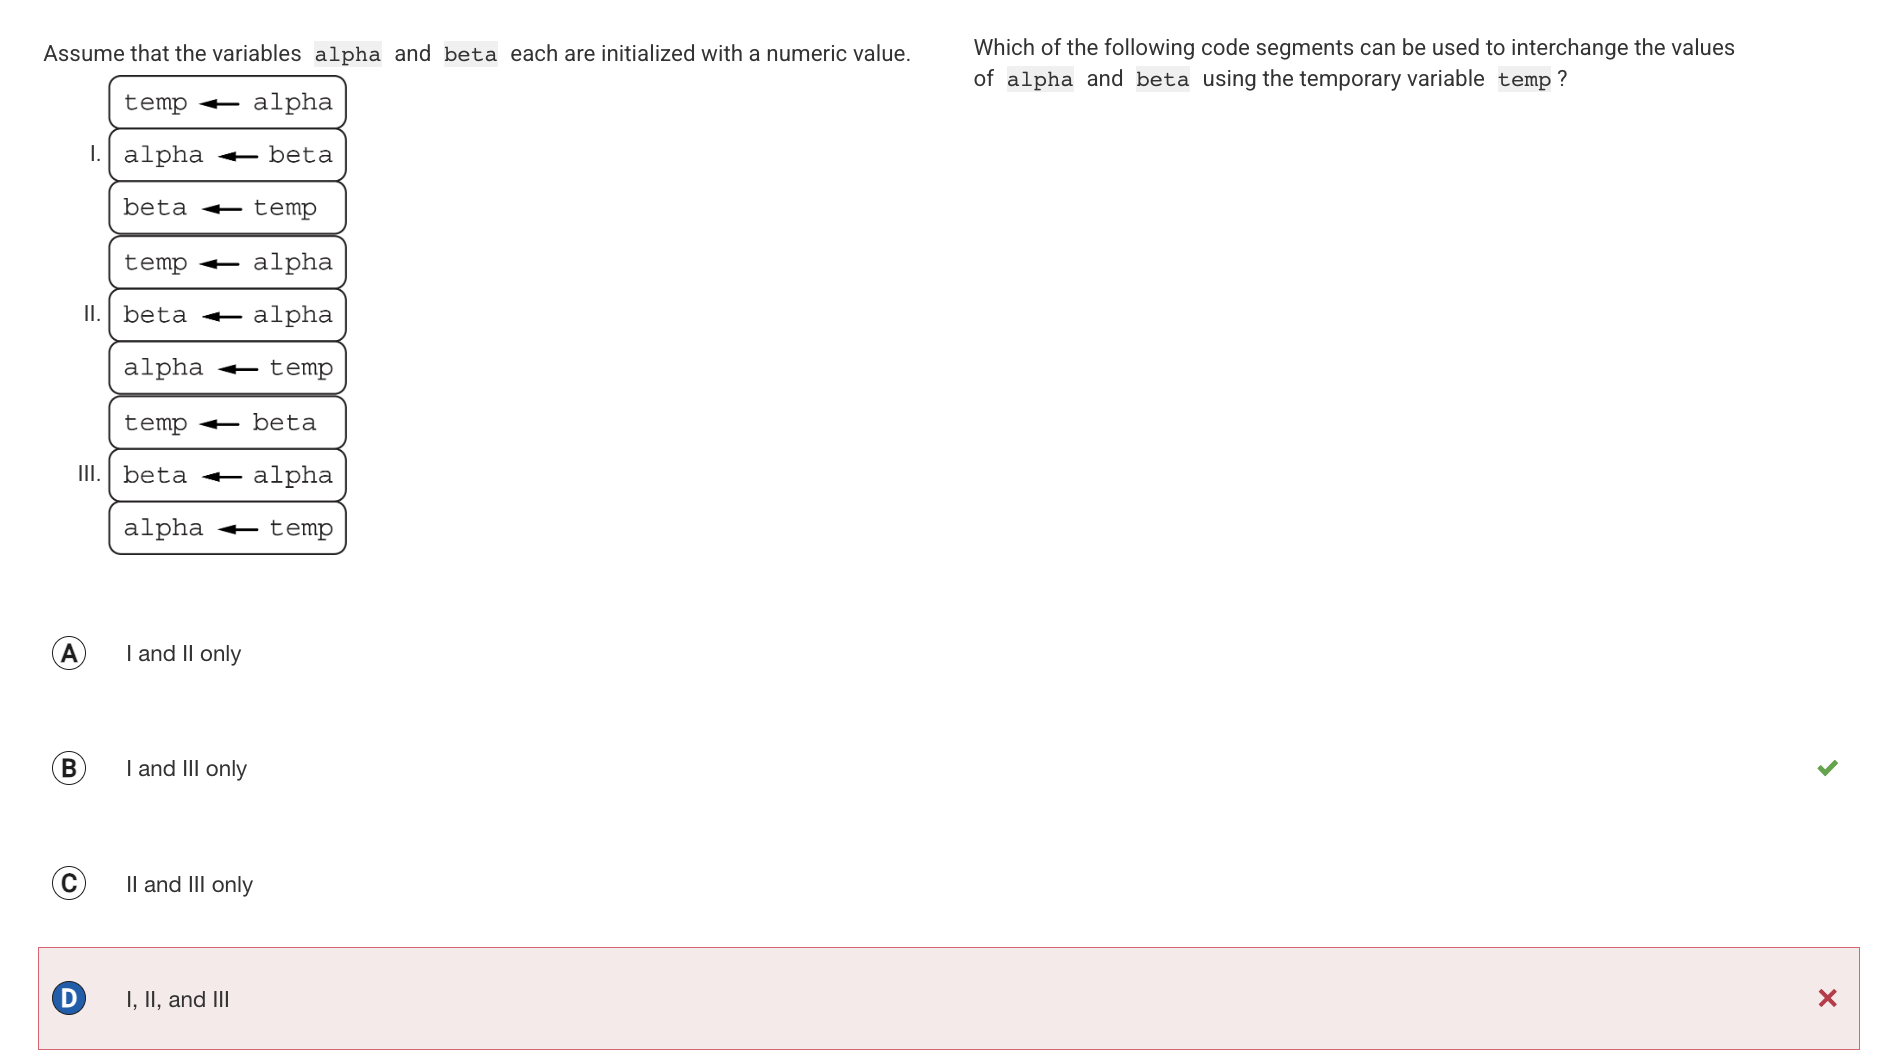 Assume that the variables alpha and beta each are initialized with a numeric value.
temp ← alpha
I. alpha ← beta
beta ← temp
temp ← alpha
II. beta ← alpha
alpha ← temp
temp ← beta
III. beta ← alpha
alpha ← temp
Which of the following code segments can be used to interchange the values
of alpha and beta using the temporary variable temp ?
A I and II only
B I and III only
C II and III only
D I, II, and III